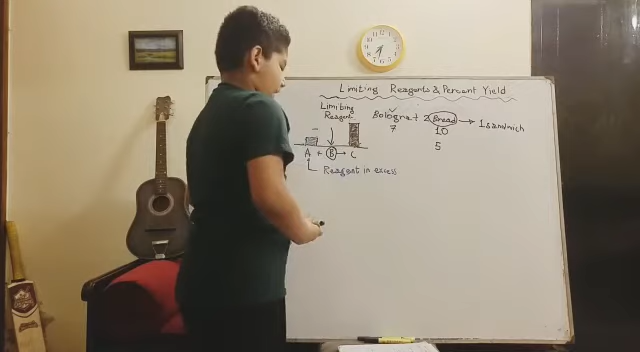 Limiting Reagents & Percent Yield
Limiting
Reagent
A + B → C
Reagent in excess
Bologna + 2 Bread → 1 sandwich
7 10
5